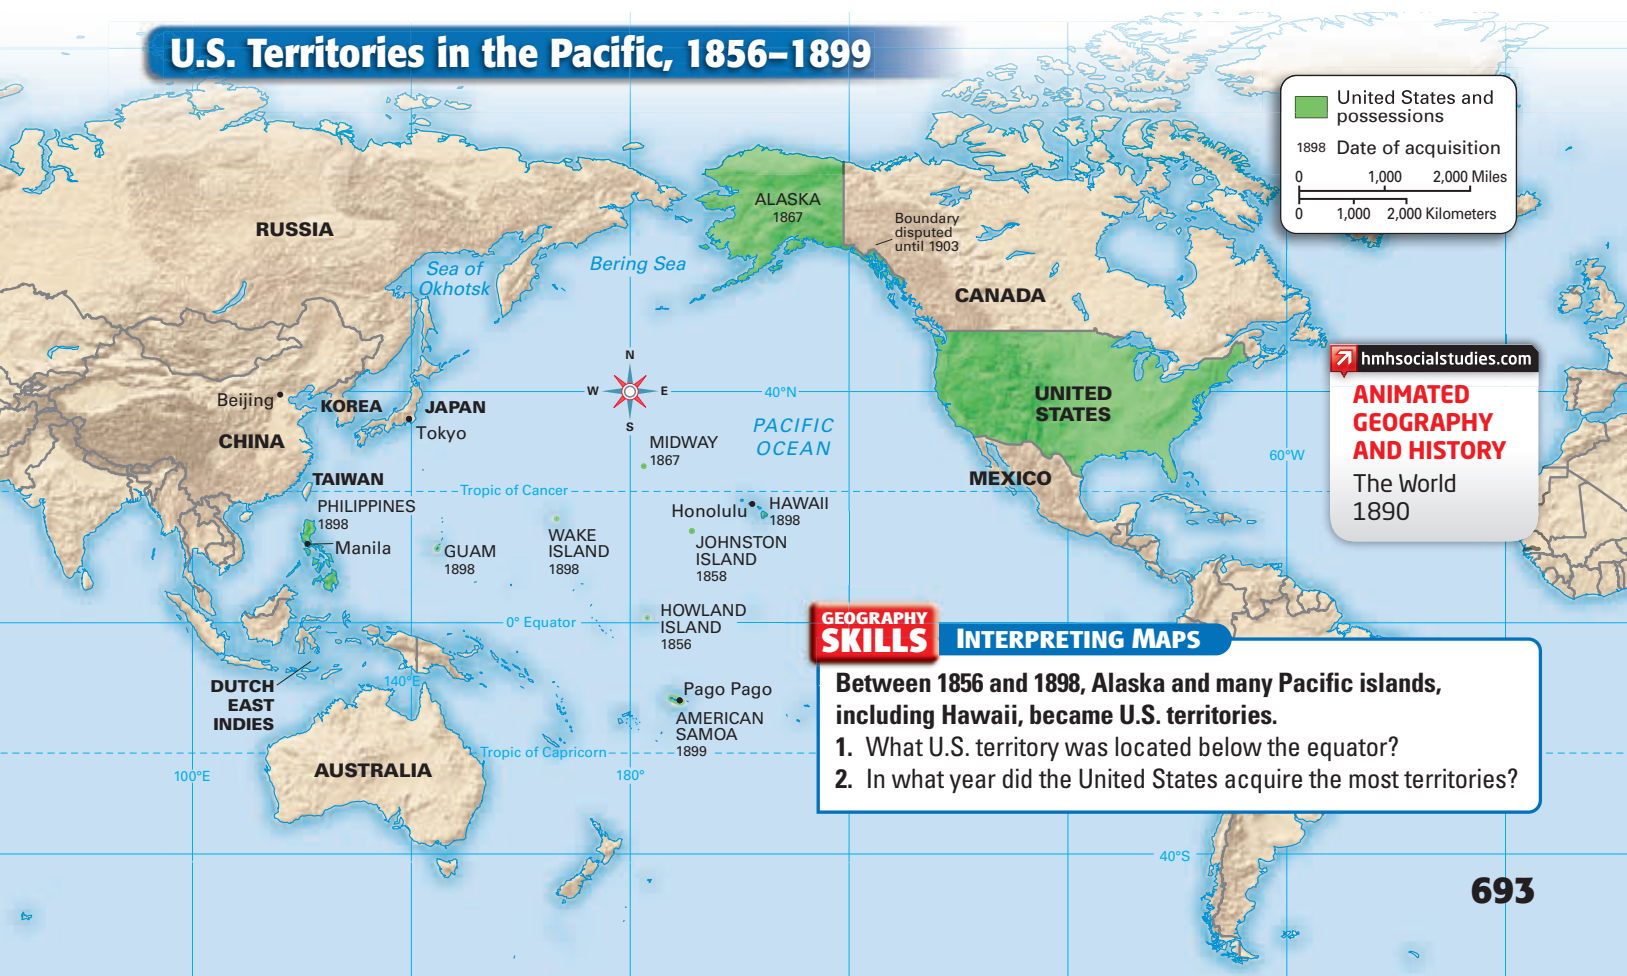 U.S. Territories in the Pacific, 1856–1899
United States and
possessions
1898 Date of acquisition
0 1,000 2,000 Miles
0 1,000 2,000 Kilometers
ALASKA
1867
Boundary
disputed
until 1903
RUSSIA
Sea of
Okhotsk
Bering Sea
CANADA
N
W E
S
40°N
hmhsocialstudies.com
ANIMATED
GEOGRAPHY
AND HISTORY
The World
1890
Beijing
KOREA
JAPAN
Tokyo
CHINA
UNITED
STATES
PACIFIC
OCEAN
MIDWAY
1867
60°W
MEXICO
TAIWAN
Tropic of Cancer
PHILIPPINES
1898
Manila
Honolulu
HAWAII
1898
GUAM
1898
WAKE
ISLAND
1898
JOHNSTON
ISLAND
1858
HOWLAND
ISLAND
1856
0° Equator
DUTCH
EAST
INDIES
140°E
Pago Pago
AMERICAN
SAMOA
1899
Tropic of Capricorn
100°E
AUSTRALIA
180°
GEOGRAPHY
SKILLS
INTERPRETING MAPS
Between 1856 and 1898, Alaska and many Pacific islands,
including Hawaii, became U.S. territories.
1. What U.S. territory was located below the equator?
2. In what year did the United States acquire the most territories?
40°S
693